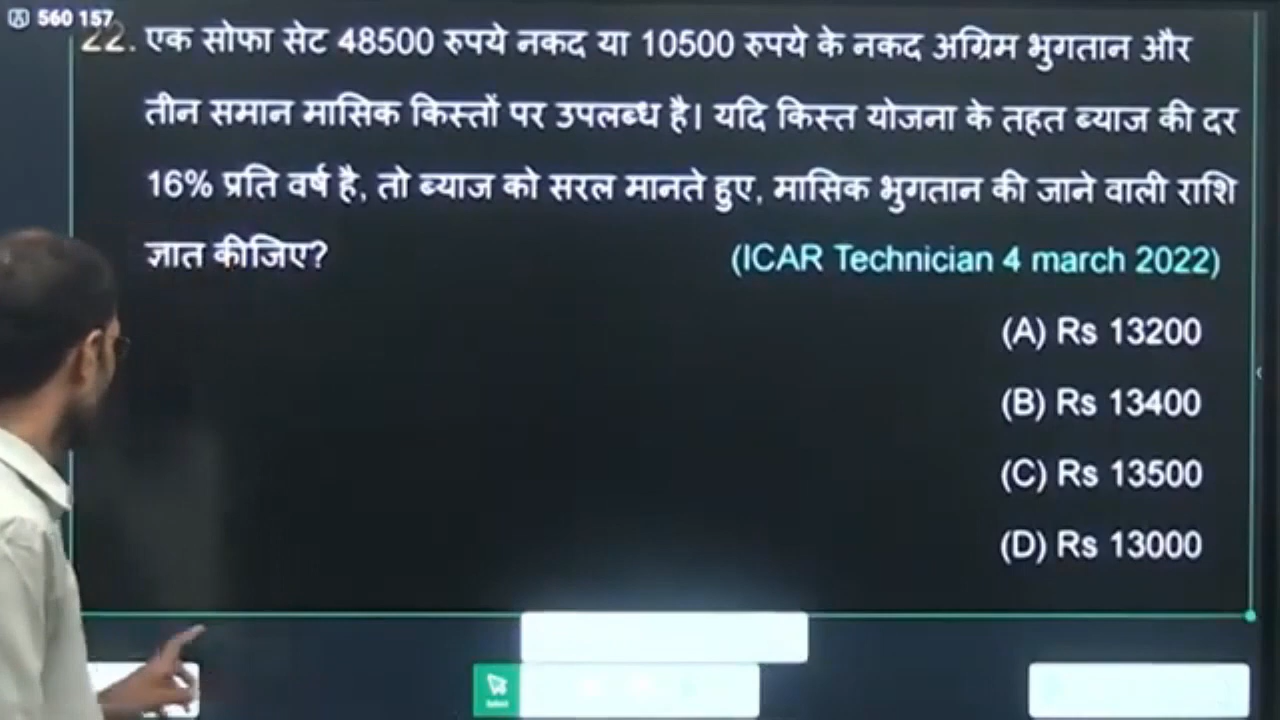 560 157
22. एक सोफा सेट 48500 रुपये नकद या 10500 रुपये के नकद अग्रिम भुगतान और
तीन समान मासिक किस्तों पर उपलब्ध है। यदि किस्त योजना के तहत ब्याज की दर
16% प्रति वर्ष है, तो ब्याज को सरल मानते हुए, मासिक भुगतान की जाने वाली राशि
ज्ञात कीजिए?
(ICAR Technician 4 march 2022)
(A) Rs 13200
(B) Rs 13400
(C) Rs 13500
(D) Rs 13000
Select